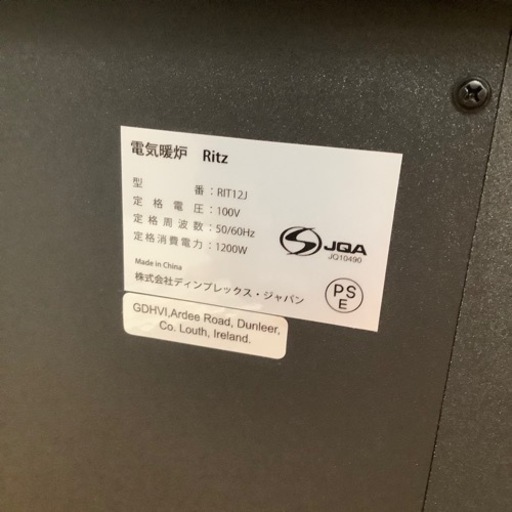 電気暖炉 Ritz
型番：RIT12J
定格電圧：100V
定格周波数：50/60Hz
定格消費電力：1200W
JQA
JQ10490
Made in China
株式会社ディンプレックス・ジャパン
PS
E
GDHVI,Ardee Road, Dunleer,
Co. Louth, Ireland.